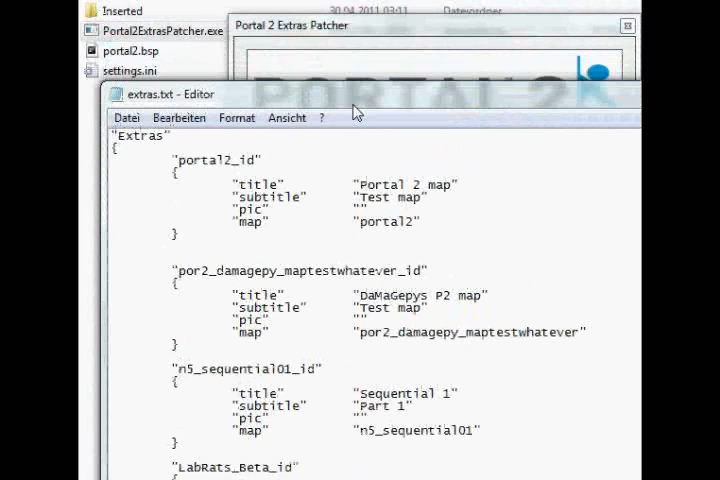 Inserted
30.04.2011 03:11
Dateiordner
Portal2ExtrasPatcher.exe
Portal 2 Extras Patcher
portal2.bsp
settings.ini
PORTAL 2
extras.txt - Editor
Datei Bearbeiten Format Ansicht ?
"Extras"
{
"portal2_id"
{
"title" "Portal 2 map"
"subtitle" "Test map"
"pic" ""
"map" "portal2"
}
"por2_damagepy_maptestwhatever_id"
{
"title" "DaMaGepys P2 map"
"subtitle" "Test map"
"pic" ""
"map" "por2_damagepy_maptestwhatever"
}
"n5_sequential01_id"
{
"title" "Sequential 1"
"subtitle" "Part 1"
"pic" ""
"map" "n5_sequential01"
}
"LabRats_Beta_id"
{